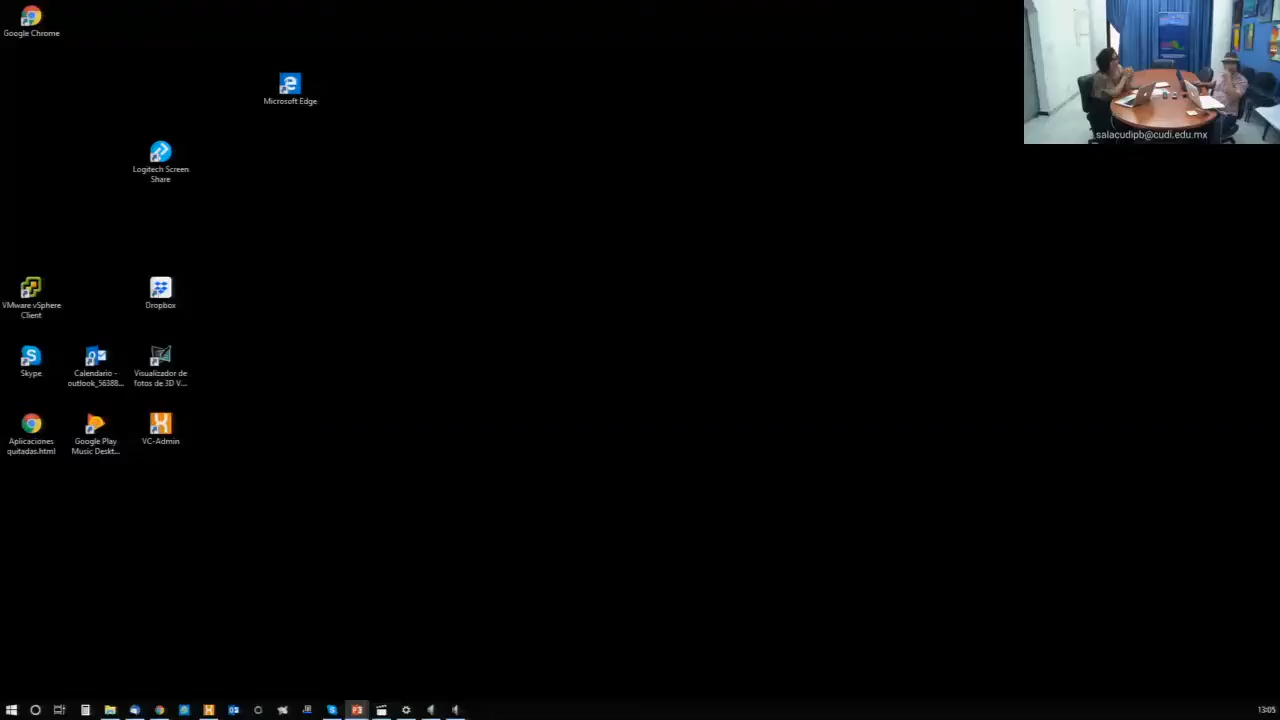 Google Chrome
Microsoft Edge
salacudipb@cudi.edu.mx
Logitech Screen
Share
VMware vSphere
Client
Dropbox
Skype
Calendario -
outlook_56388...
Visualizador de
fotos de 3D V...
Aplicaciones
quitadas.html
Google Play
Music Deskt...
VC-Admin
13:05